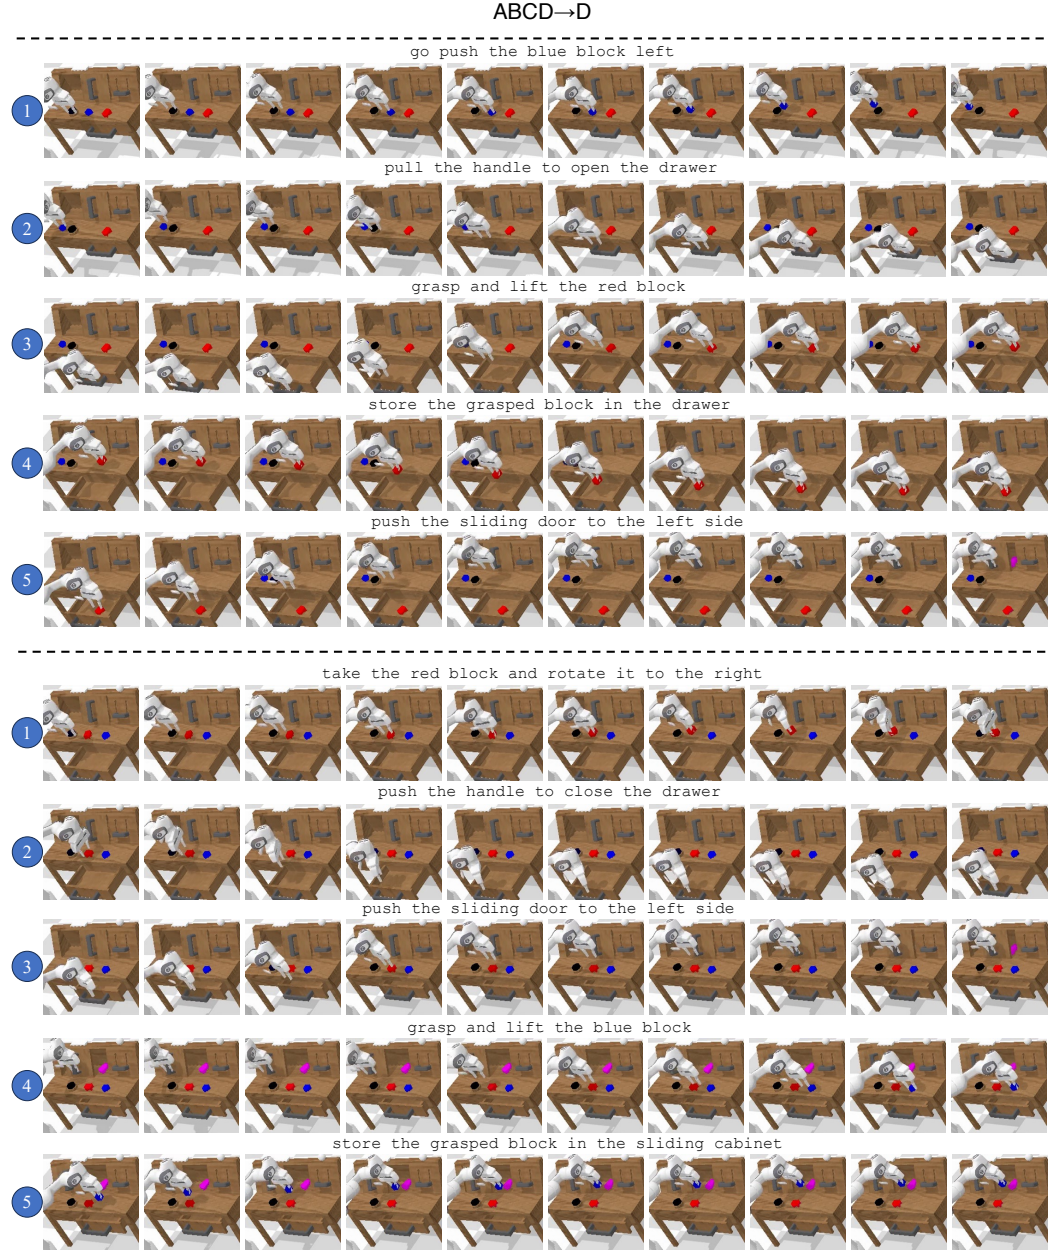 ABCD→D
go push the blue block left
1
pull the handle to open the drawer
2
grasp and lift the red block
3
store the grasped block in the drawer
4
push the sliding door to the left side
5
take the red block and rotate it to the right
1
push the handle to close the drawer
2
push the sliding door to the left side
3
grasp and lift the blue block
4
store the grasped block in the sliding cabinet
5